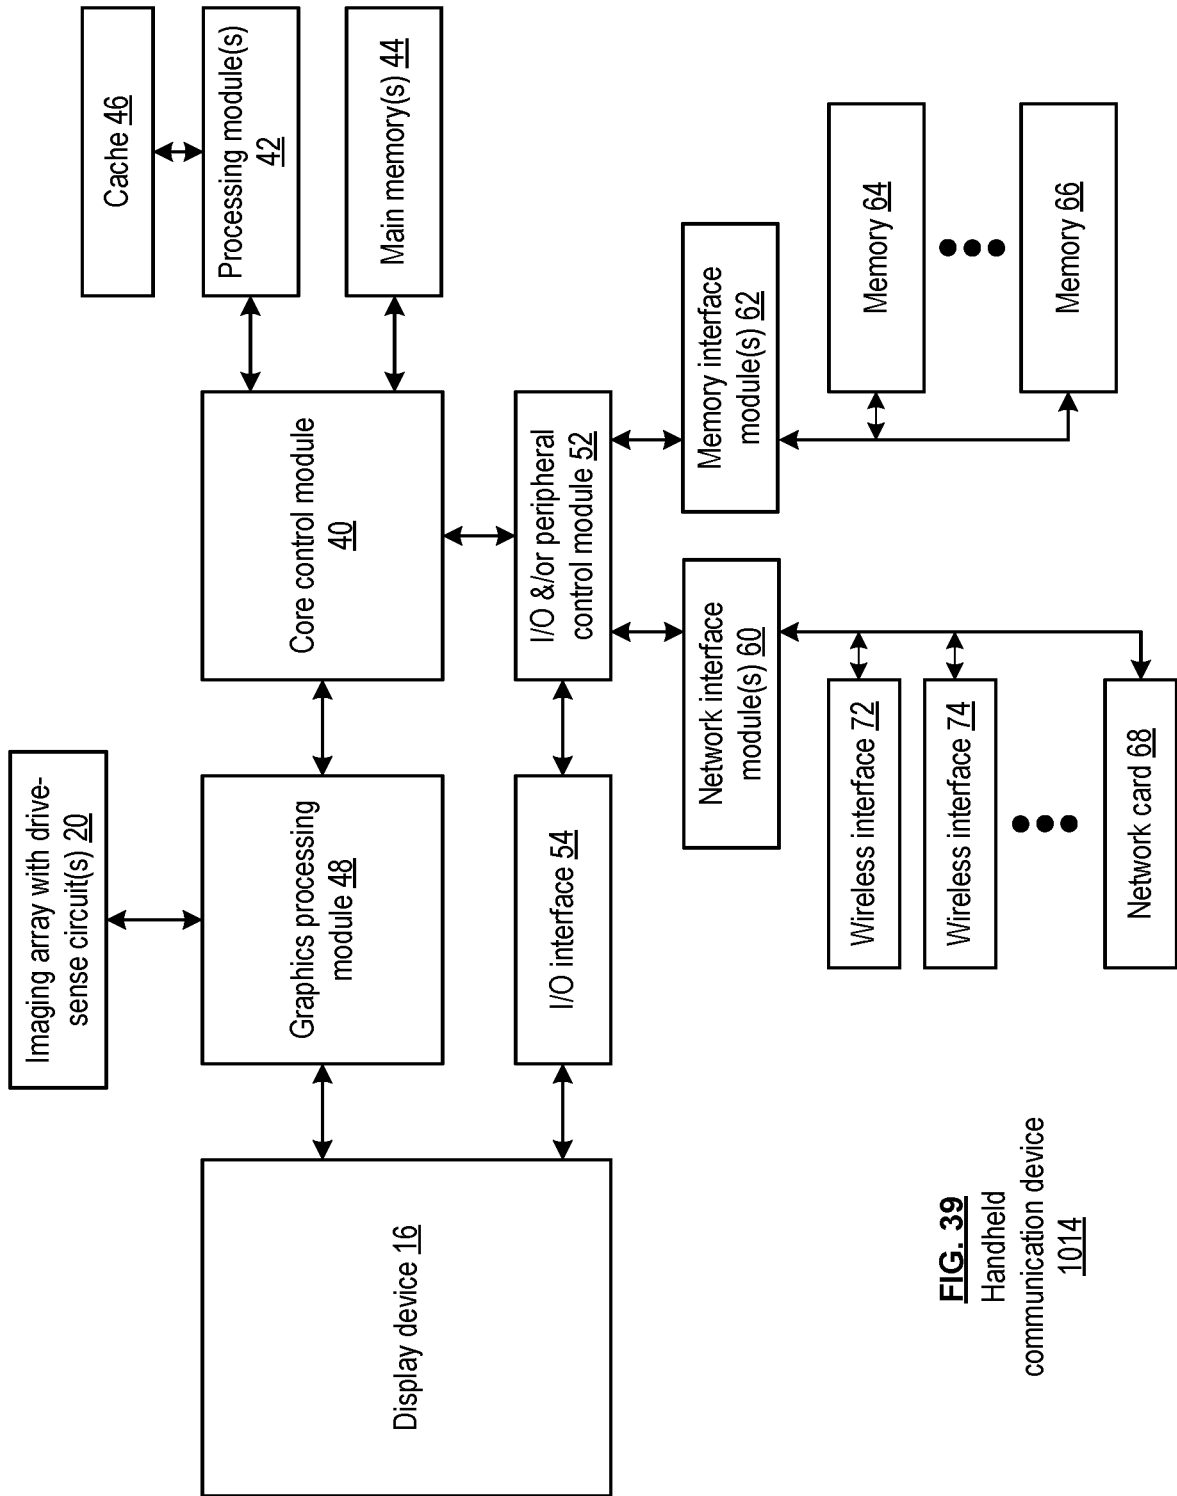 Imaging array with drive-
sense circuit(s) 20
Cache 46
Processing module(s)
42
Main memory(s) 44
Core control module
40
Graphics processing
module 48
Display device 16
I/O interface 54
I/O &/or peripheral
control module 52
Memory interface
module(s) 62
Network interface
module(s) 60
Memory 64
Memory 66
Wireless interface 72
Wireless interface 74
Network card 68
FIG. 39
Handheld
communication device
1014